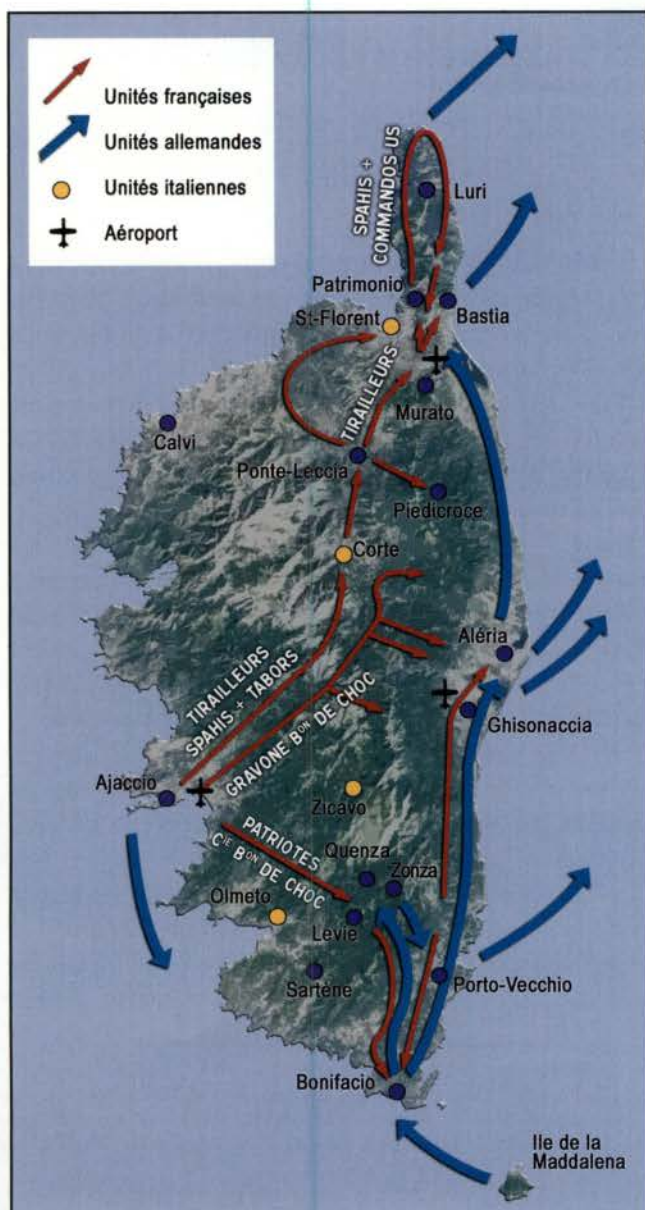 Unités françaises
Unités allemandes
Unités italiennes
Aéroport
SPAHIS +
COMMANDOS US
Luri
Patrimonio
Bastia
St-Florent
TIRAILLEURS
Murato
Calvi
Ponte-Leccia
Piedicroce
Corte
Aléria
TIRAILLEURS
SPAHIS + TABORS
GRAVONE BON DE CHOC
Ghisonaccia
Ajaccio
Zicavo
PATRIOTES
CIE BON DE CHOC
Quenza
Zonza
Olmeto
Levie
Sartène
Porto-Vecchio
Bonifacio
Ile de la
Maddalena